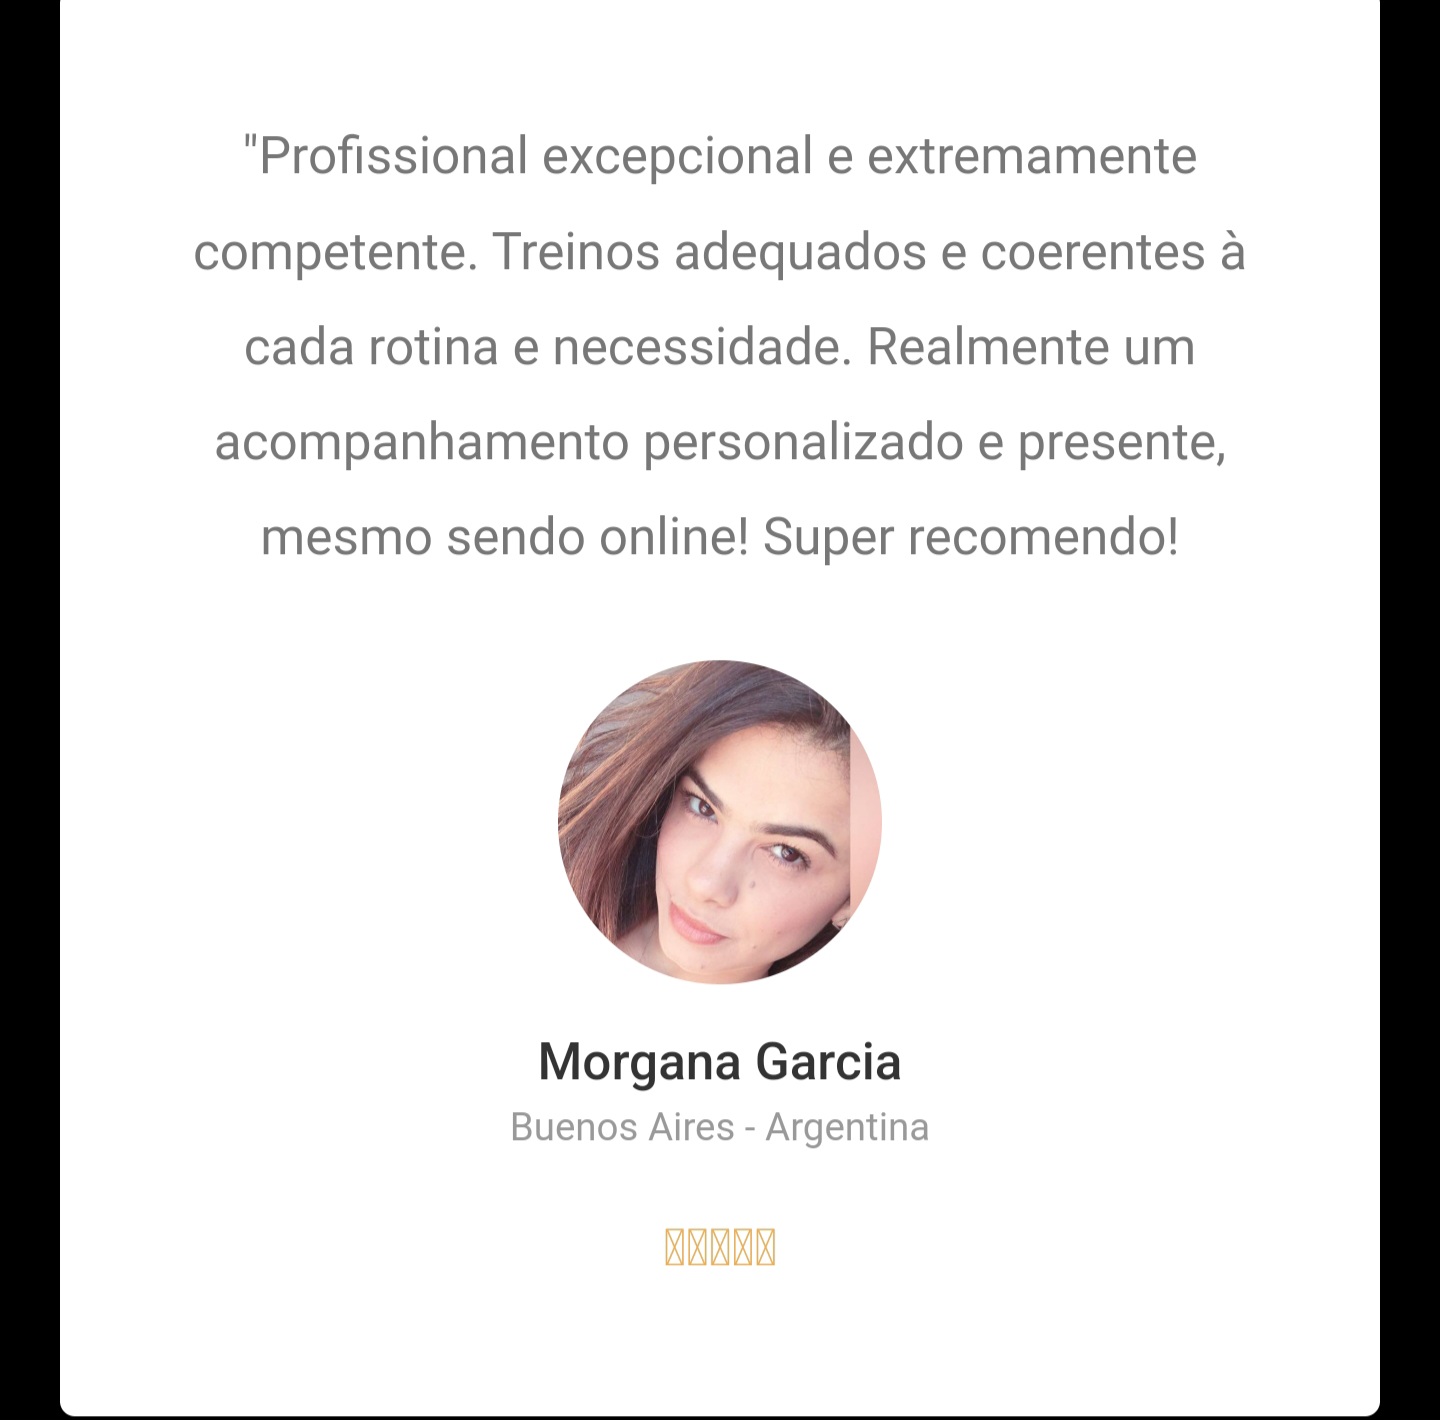 "Profissional excepcional e extremamente
competente. Treinos adequados e coerentes à
cada rotina e necessidade. Realmente um
acompanhamento personalizado e presente,
mesmo sendo online! Super recomendo!
Morgana Garcia
Buenos Aires - Argentina